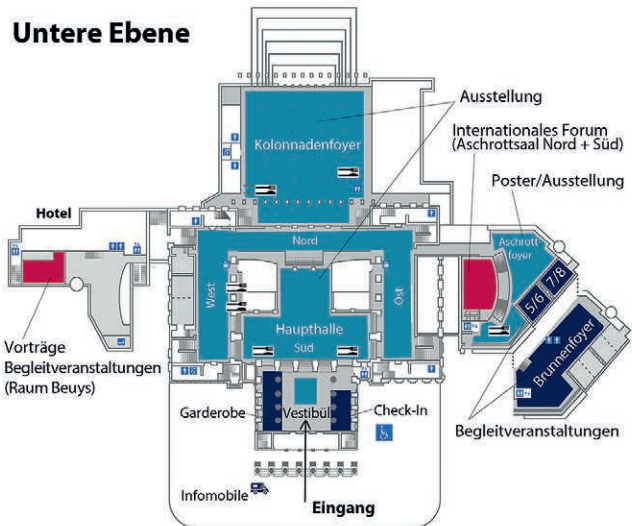 Untere Ebene
Ausstellung
Kolonnadenfoyer
Internationales Forum
(Aschrottsaal Nord + Süd)
Poster/Ausstellung
Hotel
Nord
Aschrott
foyer
West
Ost
5/6
7/8
Haupthalle
Süd
Brunnenfoyer
Vorträge
Begleitveranstaltungen
(Raum Beuys)
Garderobe
Vestibül
Check-In
Begleitveranstaltungen
Infomobile
Eingang